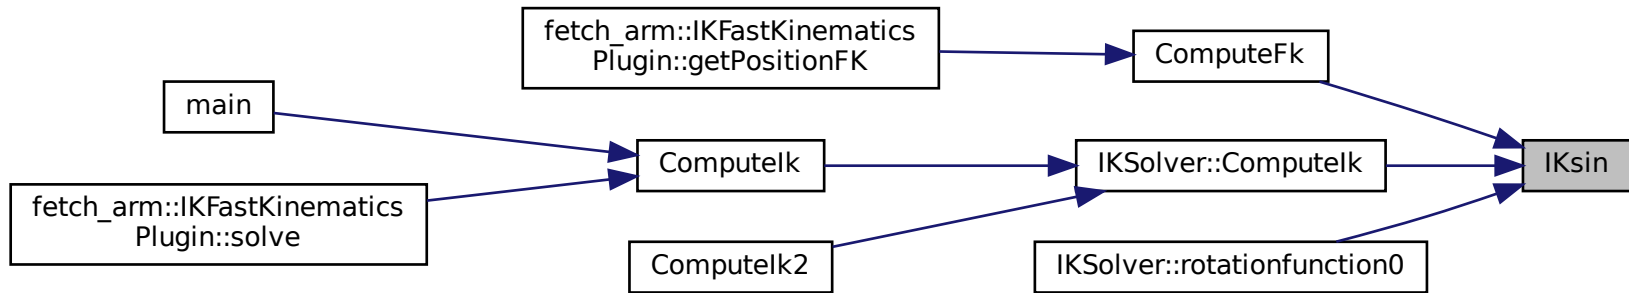 fetch_arm::IKFastKinematics
Plugin::getPositionFK
ComputeFk
main
ComputeIk
IKSolver::ComputeIk
IKsin
fetch_arm::IKFastKinematics
Plugin::solve
ComputeIk2
IKSolver::rotationfunction0